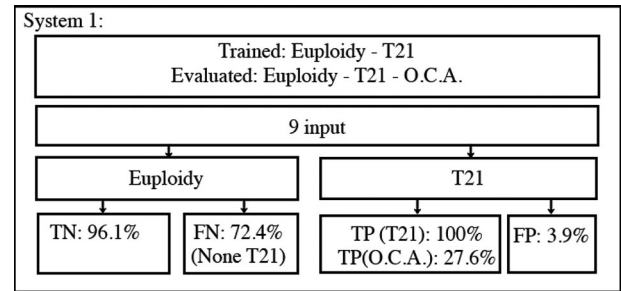 System 1:
Trained: Euploidy - T21
Evaluated: Euploidy - T21 - O.C.A.
9 input
Euploidy
T21
TN: 96.1%
FN: 72.4%
(None T21)
TP (T21): 100%
TP(O.C.A.): 27.6%
FP: 3.9%